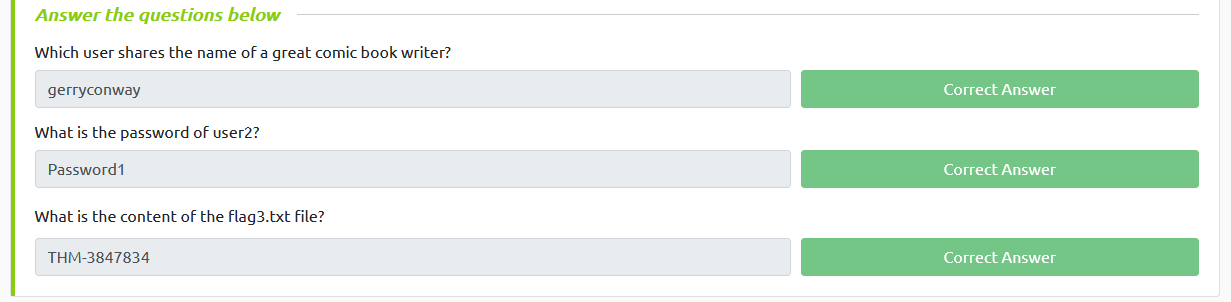 Answer the questions below
Which user shares the name of a great comic book writer?
gerryconway
Correct Answer
What is the password of user2?
Password1
Correct Answer
What is the content of the flag3.txt file?
THM-3847834
Correct Answer